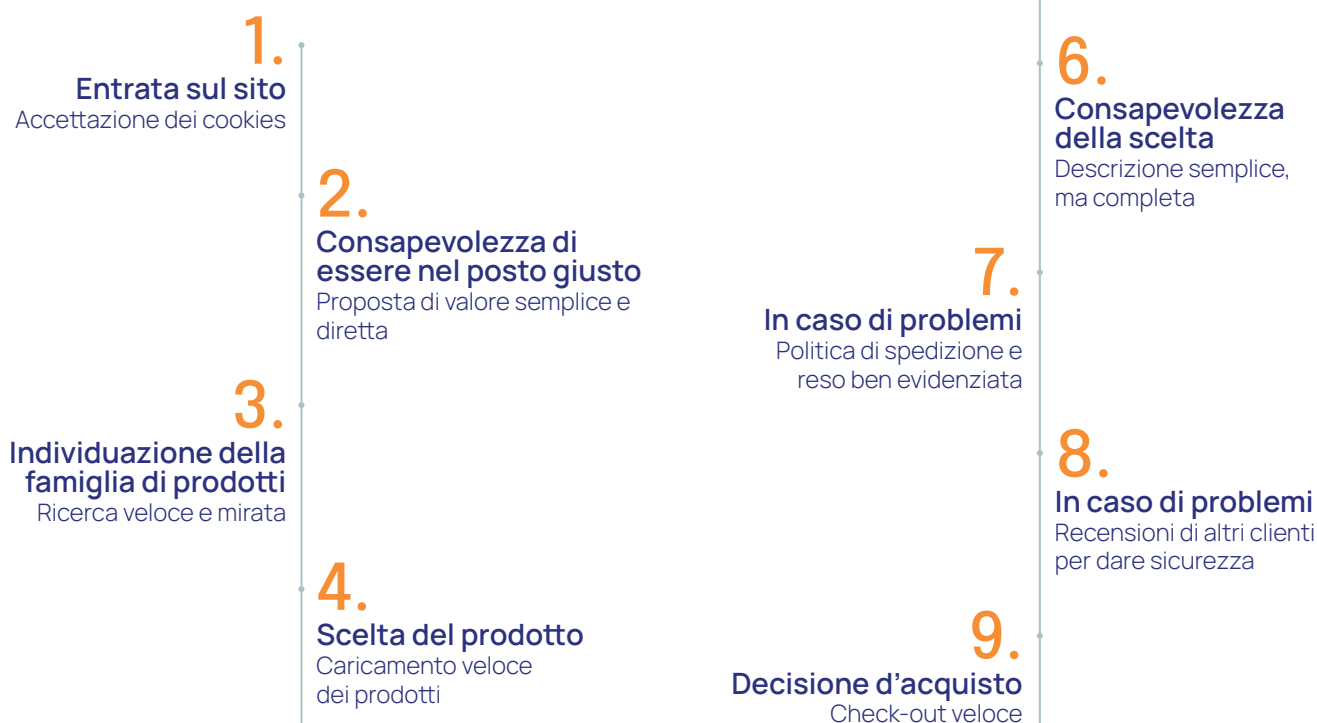 1.
Entrata sul sito
Accettazione dei cookies
2.
Consapevolezza di
essere nel posto giusto
Proposta di valore semplice e
diretta
3.
Individuazione della
famiglia di prodotti
Ricerca veloce e mirata
4.
Scelta del prodotto
Caricamento veloce
dei prodotti
6.
Consapevolezza
della scelta
Descrizione semplice,
ma completa
7.
In caso di problemi
Politica di spedizione e
reso ben evidenziata
8.
In caso di problemi
Recensioni di altri clienti
per dare sicurezza
9.
Decisione d'acquisto
Check-out veloce